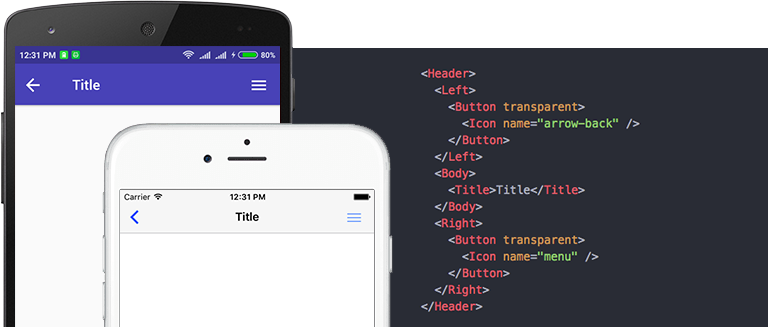 12:31 PM 80%
Title
Carrier 12:31 PM
Title
<Header>
<Left>
<Button transparent>
<Icon name="arrow-back" />
</Button>
</Left>
<Body>
<Title>Title</Title>
</Body>
<Right>
<Button transparent>
<Icon name="menu" />
</Button>
</Right>
</Header>